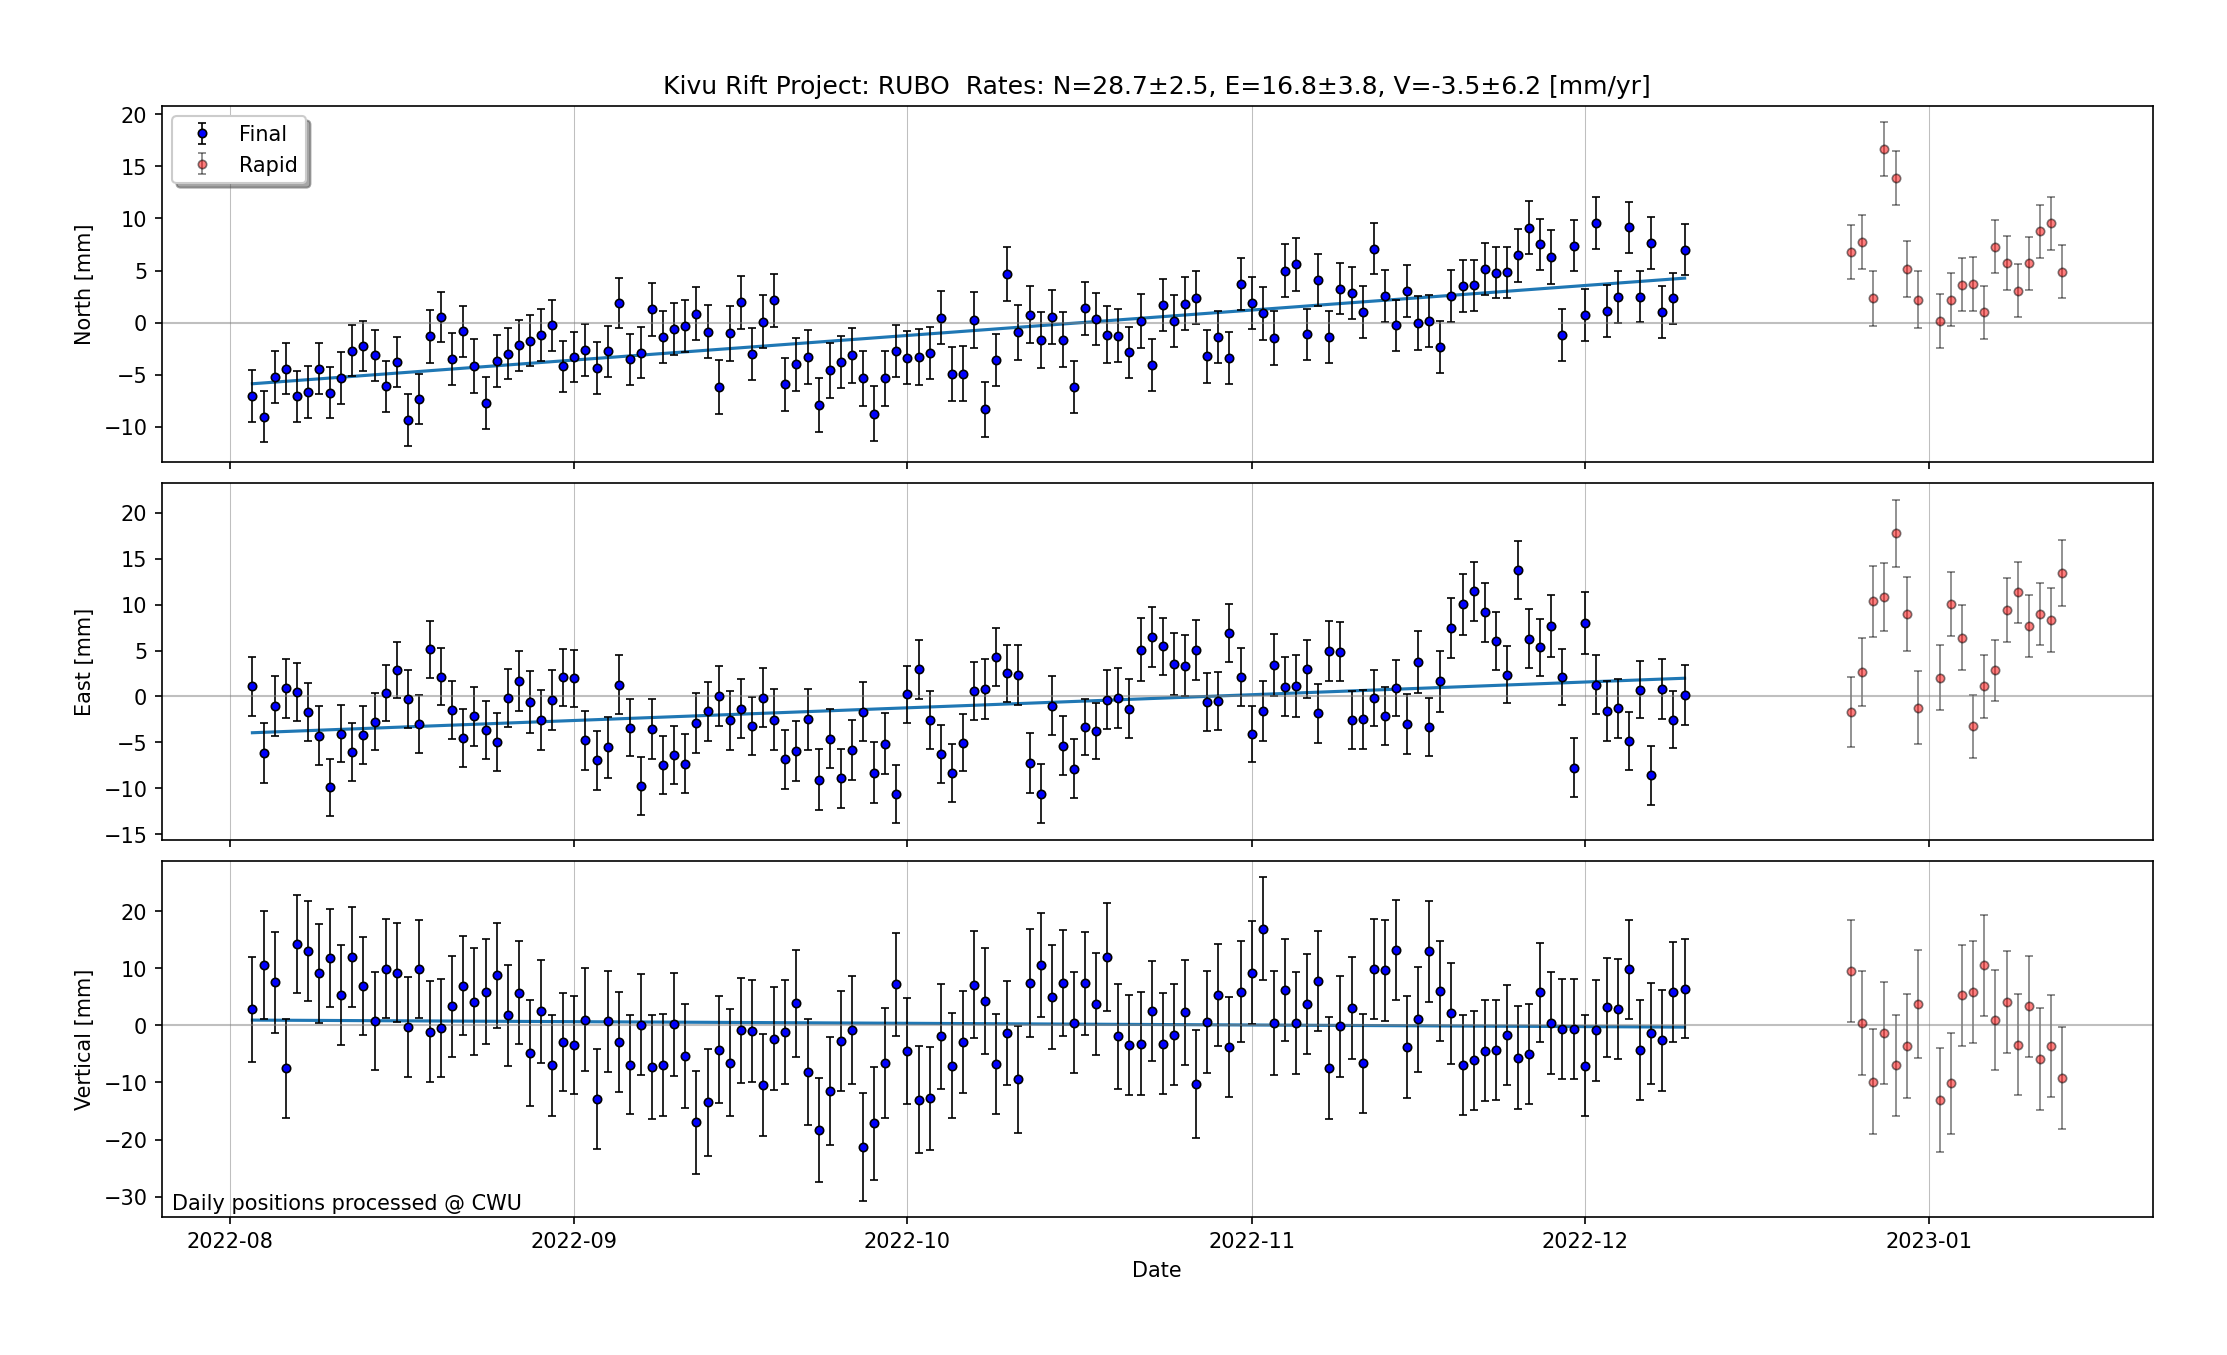 Kivu Rift Project: RUBO  Rates: N=28.7±2.5, E=16.8±3.8, V=-3.5±6.2 [mm/yr]
Final
Rapid
20
15
10
5
0
−5
−10
North [mm]
20
15
10
5
0
−5
−10
−15
East [mm]
20
10
0
−10
−20
−30
Vertical [mm]
Daily positions processed @ CWU
2022-08 2022-09 2022-10 2022-11 2022-12 2023-01
Date